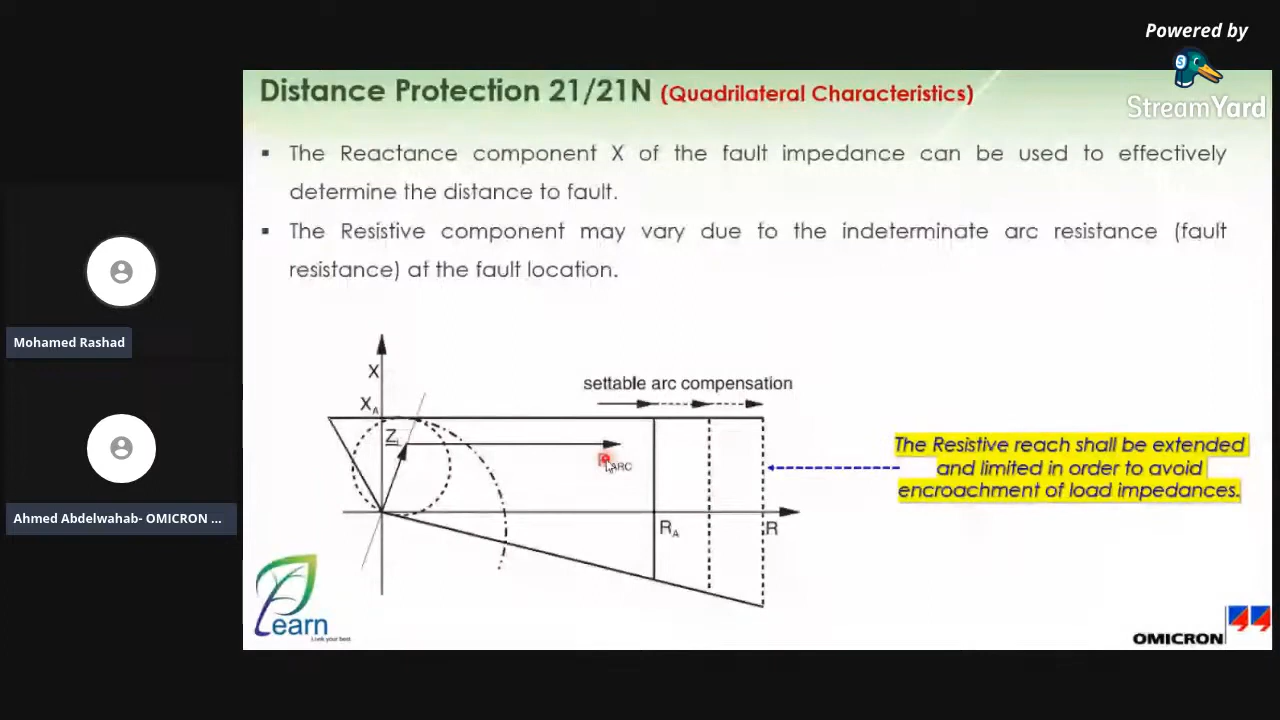 Powered by
StreamYard
Distance Protection 21/21N (Quadrilateral Characteristics)
▪ The Reactance component X of the fault impedance can be used to effectively
determine the distance to fault.
▪ The Resistive component may vary due to the indeterminate arc resistance (fault
resistance) at the fault location.
Mohamed Rashad
Ahmed Abdelwahab- OMICRON ...
X
XA
Zl
settable arc compensation
RARC
RA
R
The Resistive reach shall be extended
and limited in order to avoid
encroachment of load impedances.
Learn
OMICRON